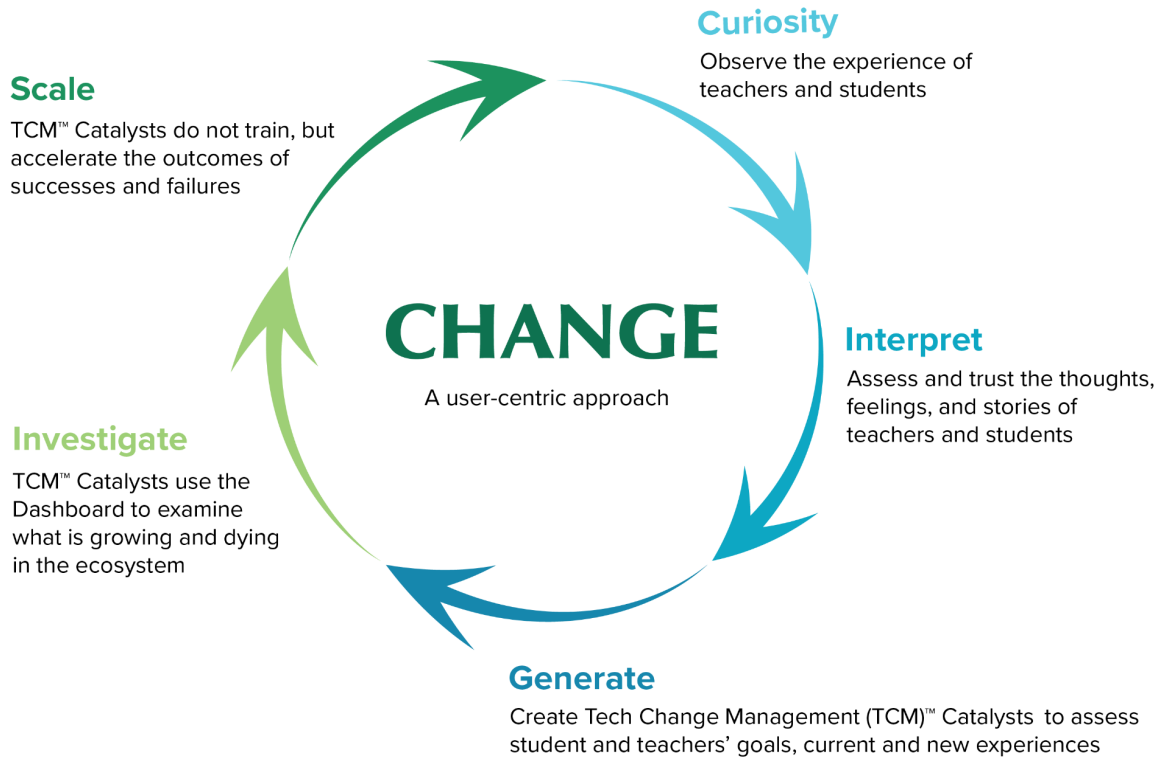 Curiosity
Observe the experience of
teachers and students
Interpret
Assess and trust the thoughts,
feelings, and stories of
teachers and students
Generate
Create Tech Change Management (TCM)™ Catalysts to assess
student and teachers’ goals, current and new experiences
Investigate
TCM™ Catalysts use the
Dashboard to examine
what is growing and dying
in the ecosystem
Scale
TCM™ Catalysts do not train, but
accelerate the outcomes of
successes and failures
CHANGE
A user-centric approach